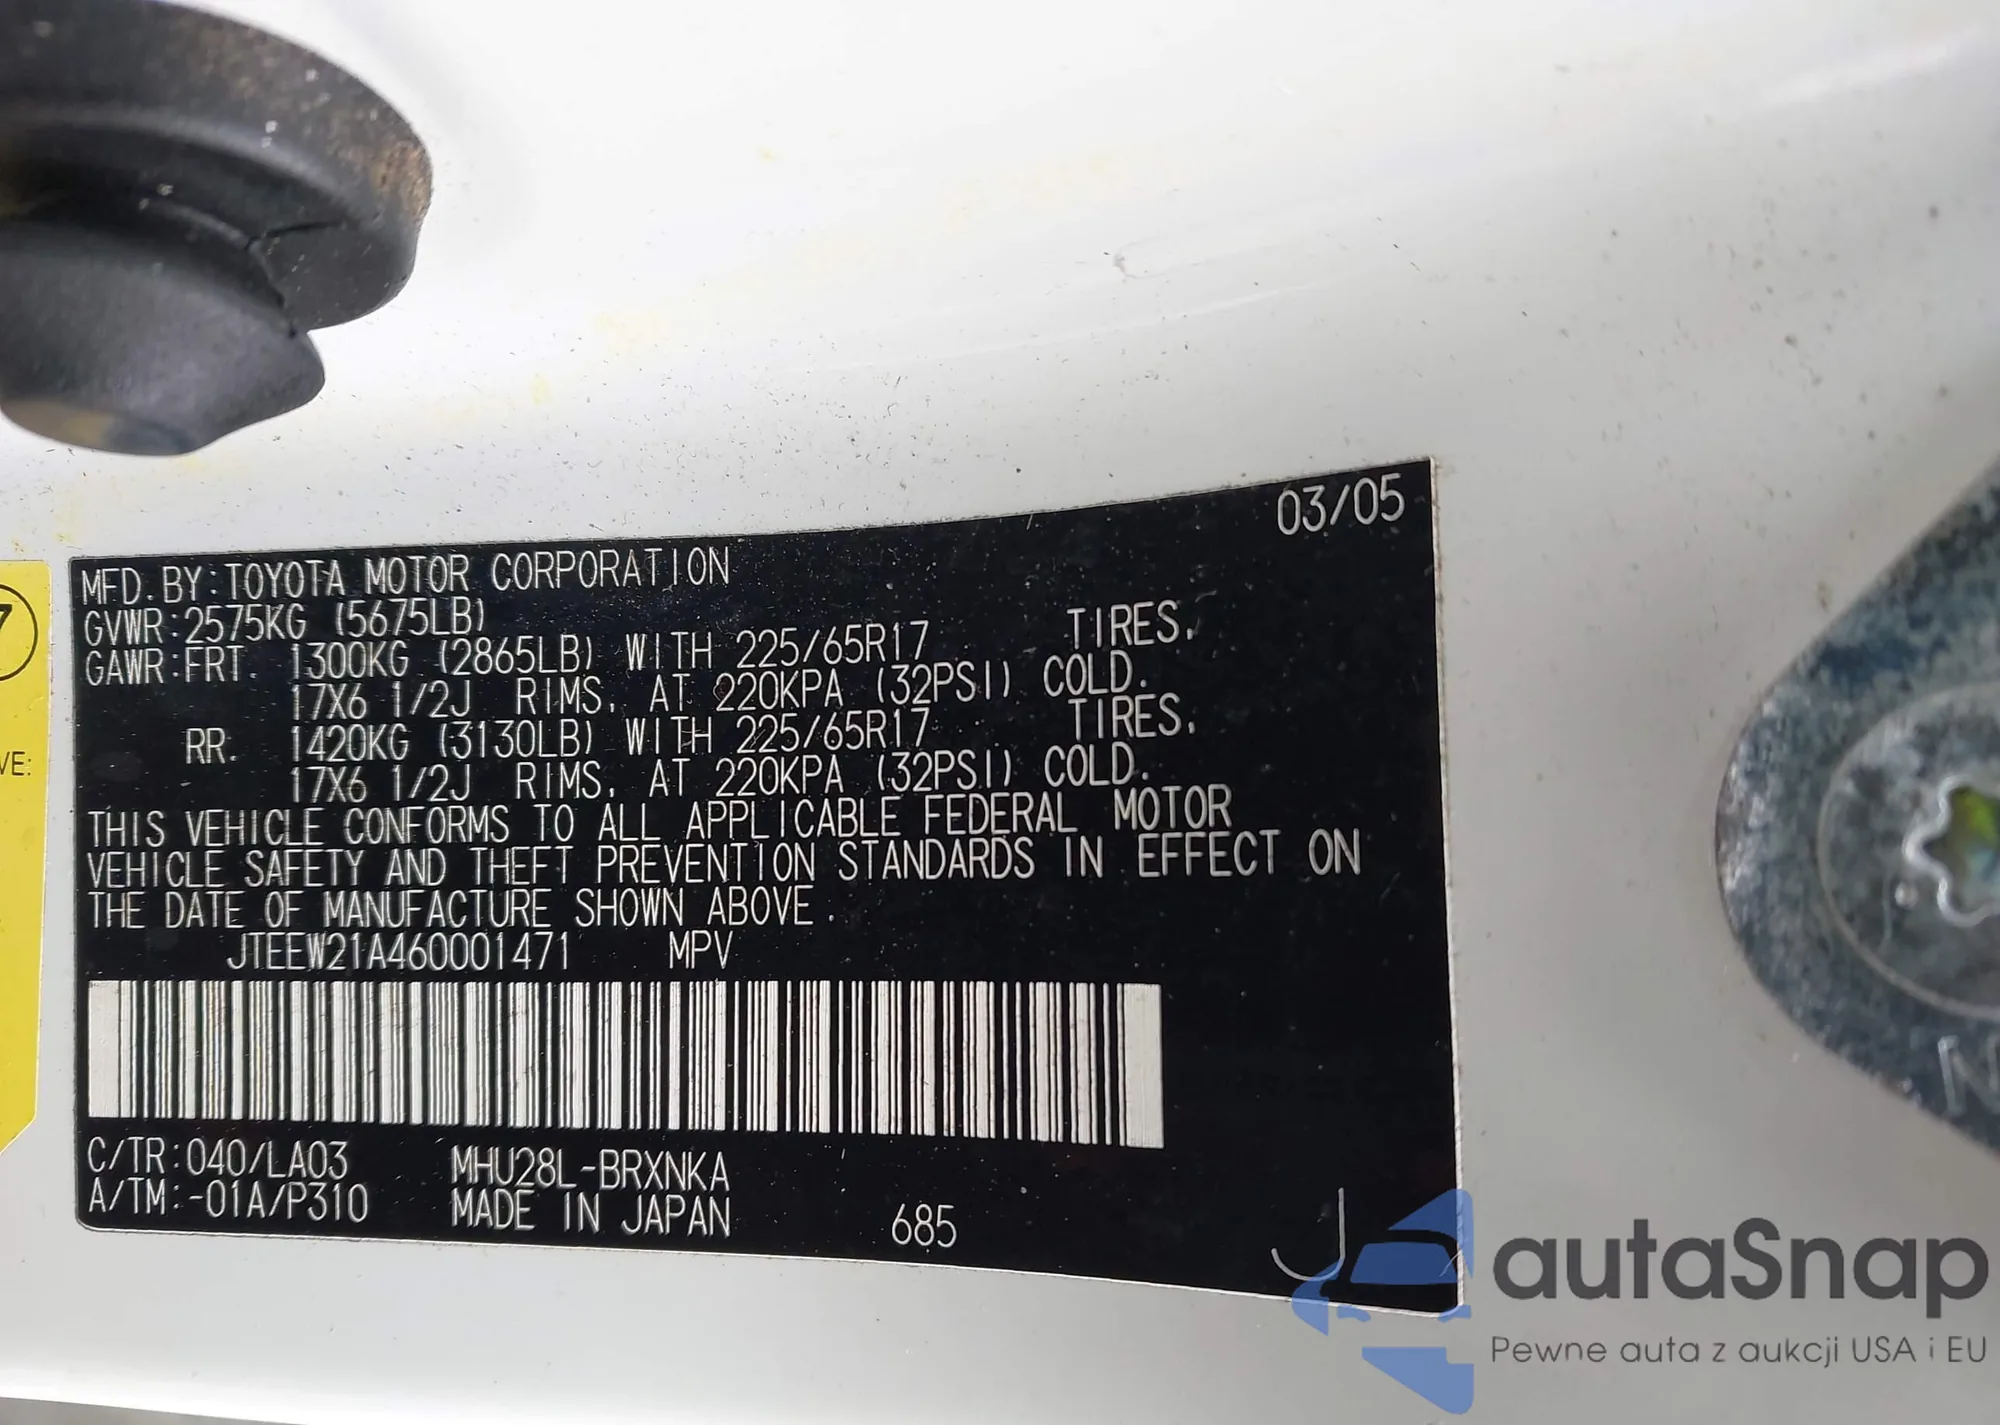 03/05
MFD. BY: TOYOTA MOTOR CORPORATION
GVWR: 2575KG (5675LB)
GAWR: FRT. 1300KG (2865LB) WITH 225/65R17 TIRES.
17X6 1/2J RIMS, AT 220KPA (32PSI) COLD.
RR. 1420KG (3130LB) WITH 225/65R17 TIRES.
17X6 1/2J RIMS, AT 220KPA (32PSI) COLD.
THIS VEHICLE CONFORMS TO ALL APPLICABLE FEDERAL MOTOR
VEHICLE SAFETY AND THEFT PREVENTION STANDARDS IN EFFECT ON
THE DATE OF MANUFACTURE SHOWN ABOVE.
JTEEW21A460001471 MPV
C/TR: 040/LA03 MHU28L-BRXNKA
A/TM: -01A/P310 MADE IN JAPAN 685
J
7
VE:
N
autaSnap
Pewne auta z aukcji USA i EU